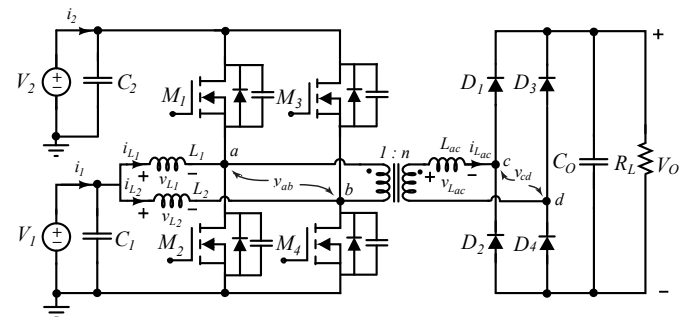 i2
V2
C2
M1
M3
+
−
D1
D3
1 : n
Lac
iLac
+
−
vLac
c
vcd
d
CO
RL
VO
iL1
L1
a
+
−
vL1
i1
iL2
L2
+
−
vL2
vab
b
V1
C1
M2
M4
D2
D4
+
−
+
−